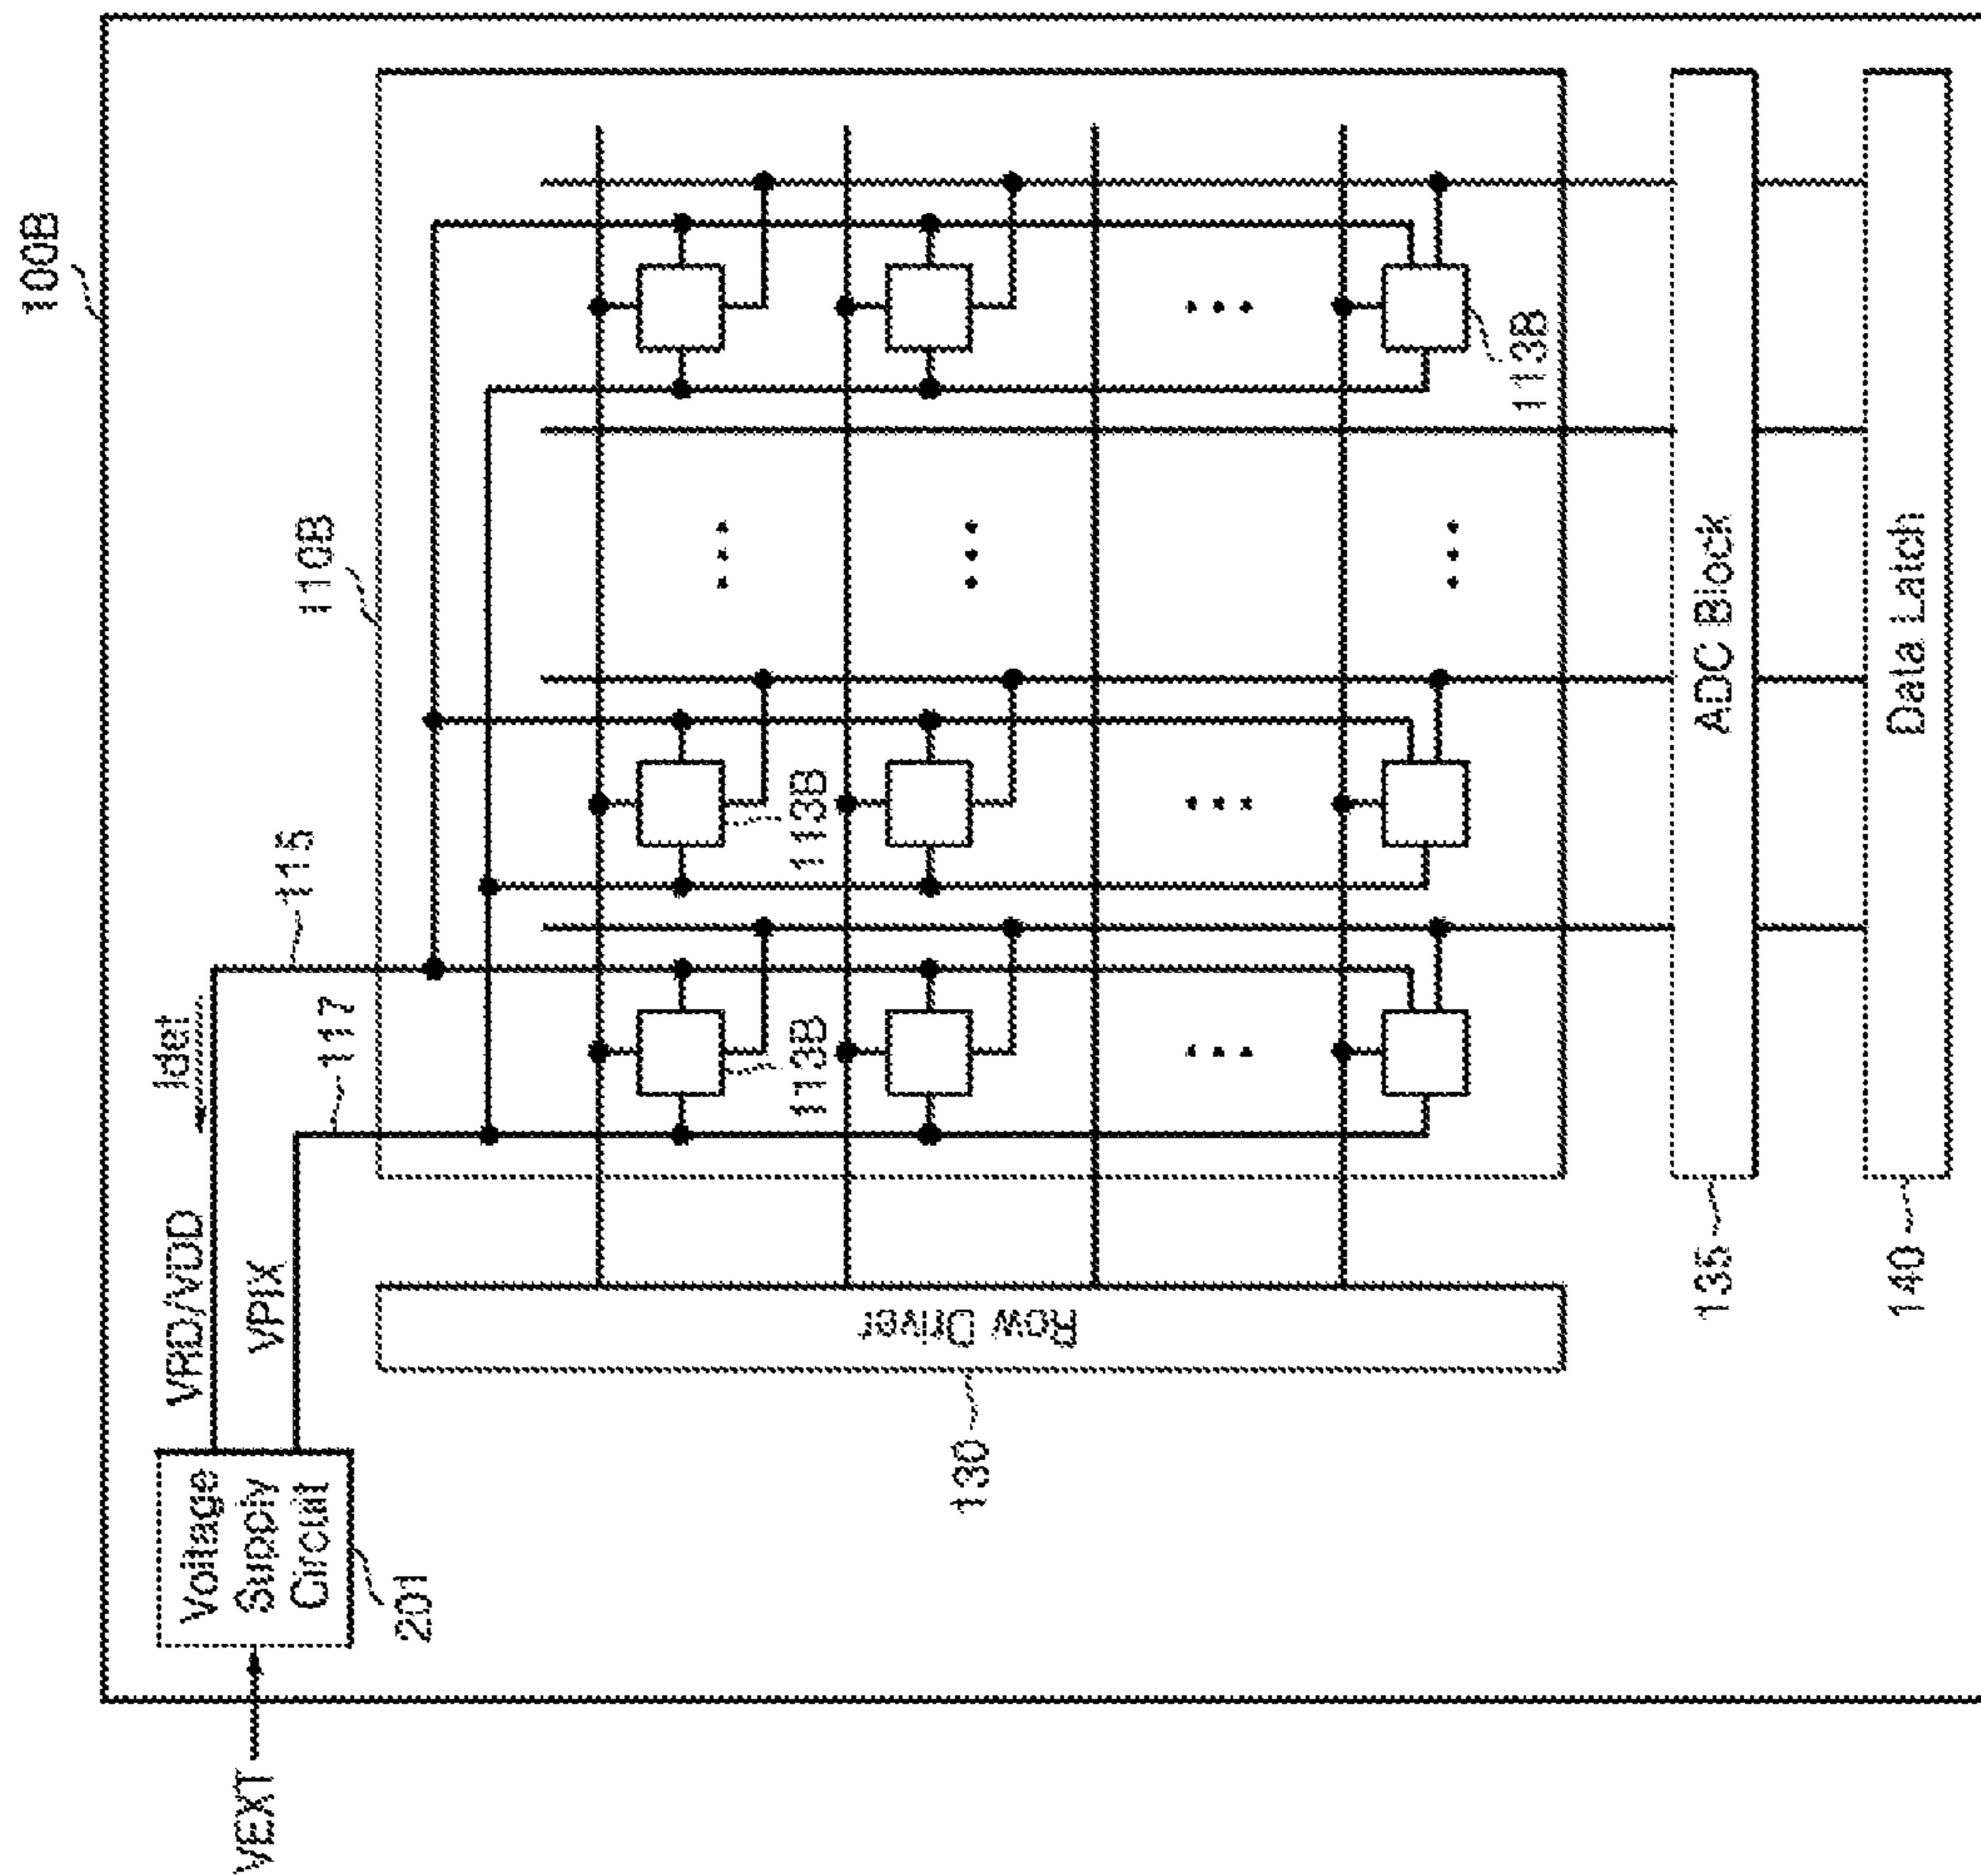 100B
110B
115
Idet
117
VRD/VDD
VPIX
Voltage
Supply
Circuit
201
VEXT
113B
113B
113B
Row Driver
130
ADC Block
135
Data Latch
140